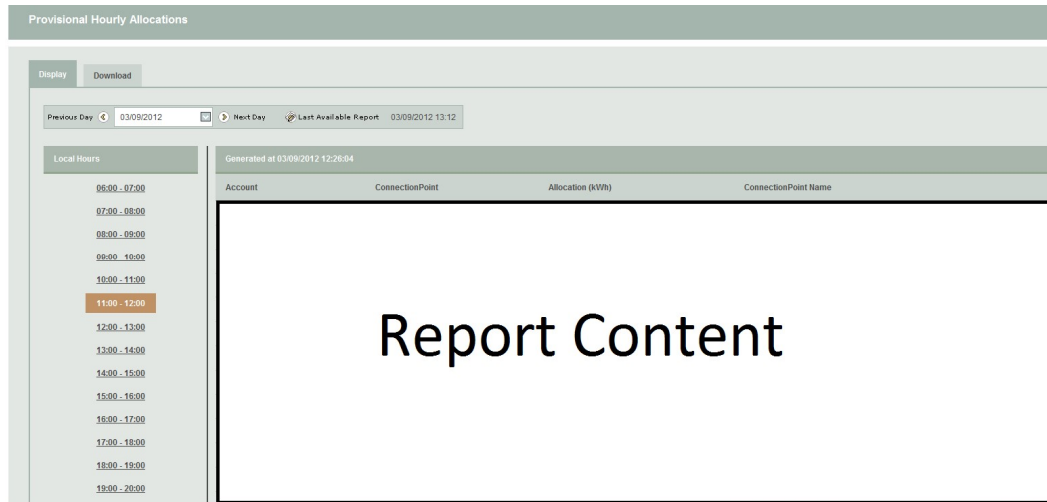 Provisional Hourly Allocations
Display Download
Previous Day 03/09/2012 Next Day Last Available Report 03/09/2012 13:12
Local Hours
06:00 - 07:00
07:00 - 08:00
08:00 - 09:00
09:00 10:00
10:00 - 11:00
11:00 - 12:00
12:00 - 13:00
13:00 - 14:00
14:00 - 15:00
15:00 - 16:00
16:00 - 17:00
17:00 - 18:00
18:00 - 19:00
19:00 - 20:00
Generated at 03/09/2012 12:26:04
Account ConnectionPoint Allocation (kWh) ConnectionPoint Name
Report Content